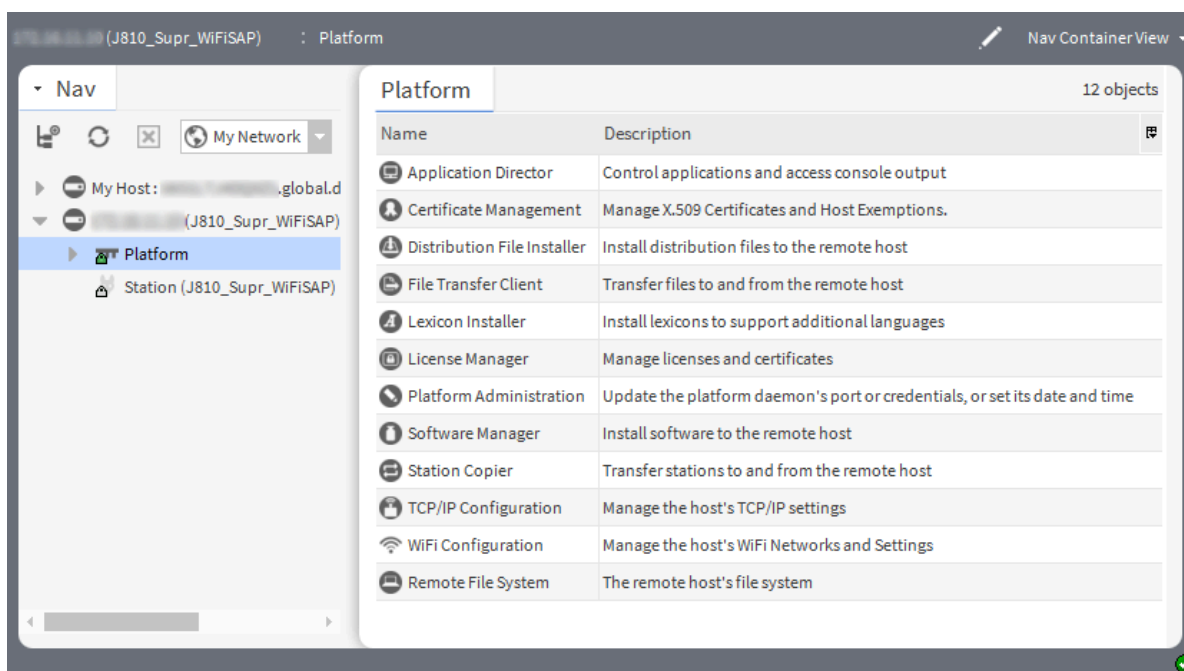 (J810_Supr_WiFiSAP) : Platform
Nav Container View
Nav
My Network
My Host : .global.d
(J810_Supr_WiFiSAP)
Platform
Station (J810_Supr_WiFiSAP)
Platform
12 objects
Name Description
Application Director Control applications and access console output
Certificate Management Manage X.509 Certificates and Host Exemptions.
Distribution File Installer Install distribution files to the remote host
File Transfer Client Transfer files to and from the remote host
Lexicon Installer Install lexicons to support additional languages
License Manager Manage licenses and certificates
Platform Administration Update the platform daemon's port or credentials, or set its date and time
Software Manager Install software to the remote host
Station Copier Transfer stations to and from the remote host
TCP/IP Configuration Manage the host's TCP/IP settings
WiFi Configuration Manage the host's WiFi Networks and Settings
Remote File System The remote host's file system